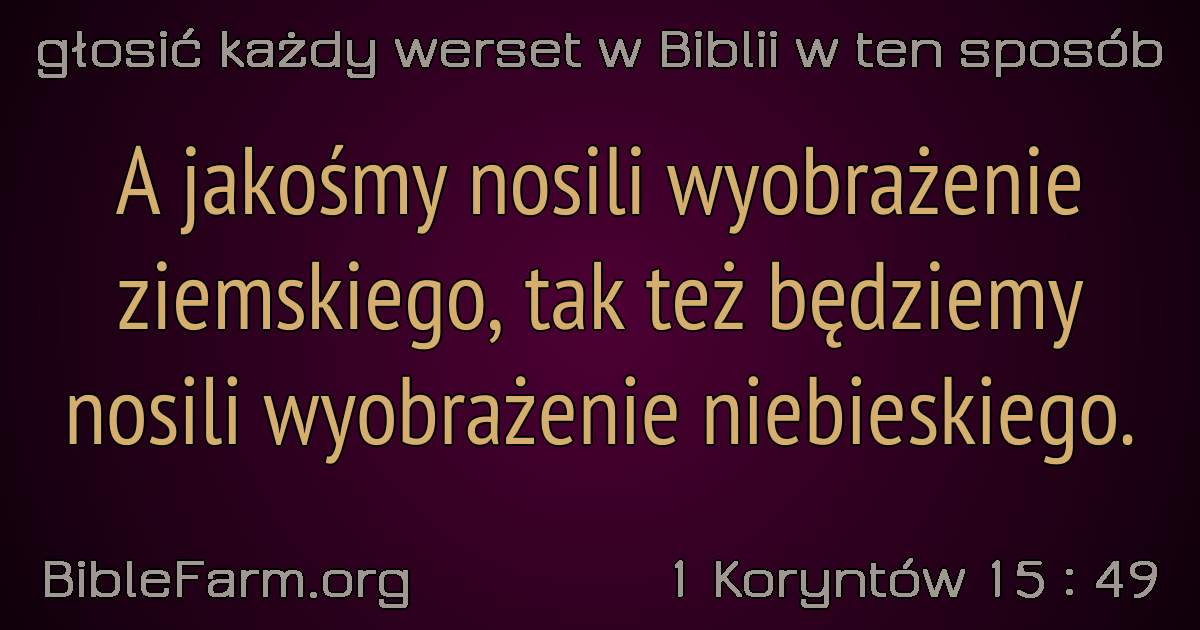 głosić każdy werset w Biblii w ten sposób
A jakośmy nosili wyobrażenie
ziemskiego, tak też będziemy
nosili wyobrażenie niebieskiego.
BibleFarm.org
1 Koryntów 15 : 49